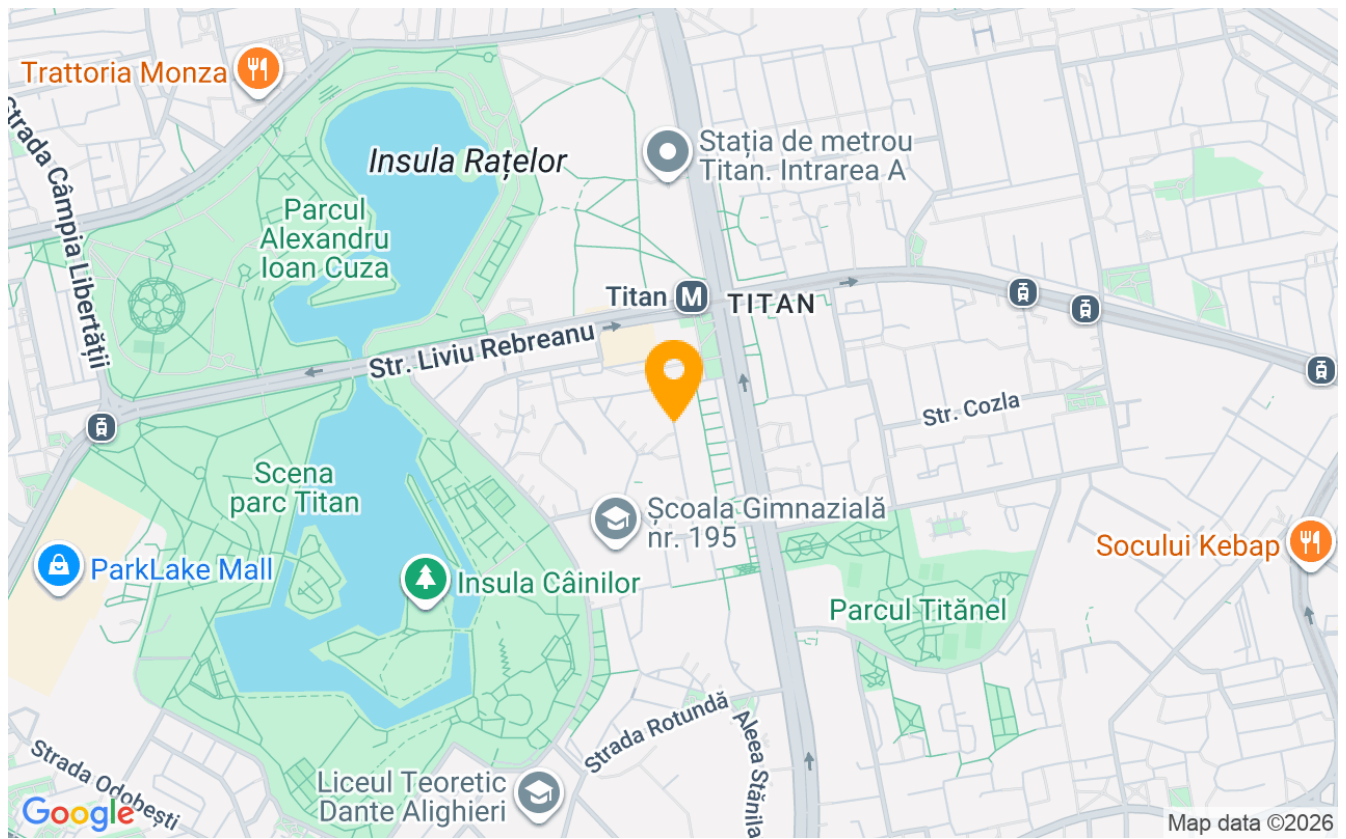 Trattoria Monza
Strada Câmpia Libertății
Insula Rațelor
Stația de metrou
Titan. Intrarea A
Parcul
Alexandru
Ioan Cuza
Titan
M
TITAN
Str. Liviu Rebreanu
Str. Cozla
Scena
parc Titan
Școala Gimnazială
nr. 195
ParkLake Mall
Insula Câinilor
Socului Kebap
Parcul Titănel
Strada Rotundă
Aleea Stănila
Strada Odobești
Liceul Teoretic
Dante Alighieri
Google
Map data ©2026